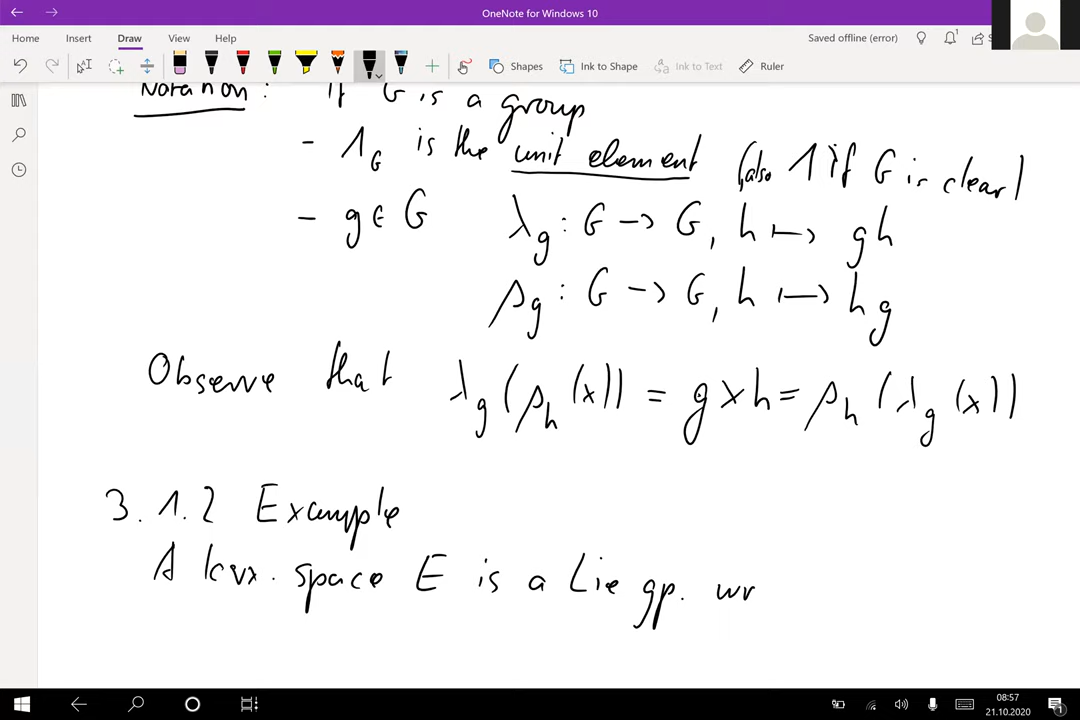 OneNote for Windows 10
Home Insert Draw View Help Saved offline (error)
Shapes Ink to Shape Ink to Text Ruler
Notation: If G is a group
- 1_G is the unit element (also 1 if G is clear)
- g ∈ G λ_g : G → G, h ↦ gh
ρ_g : G → G, h ↦ hg
Observe that λ_g(ρ_h(x)) = gxh = ρ_h(λ_g(x))
3.1.2 Example
A lcvx. space E is a Lie gp. wr
08:57
21.10.2020